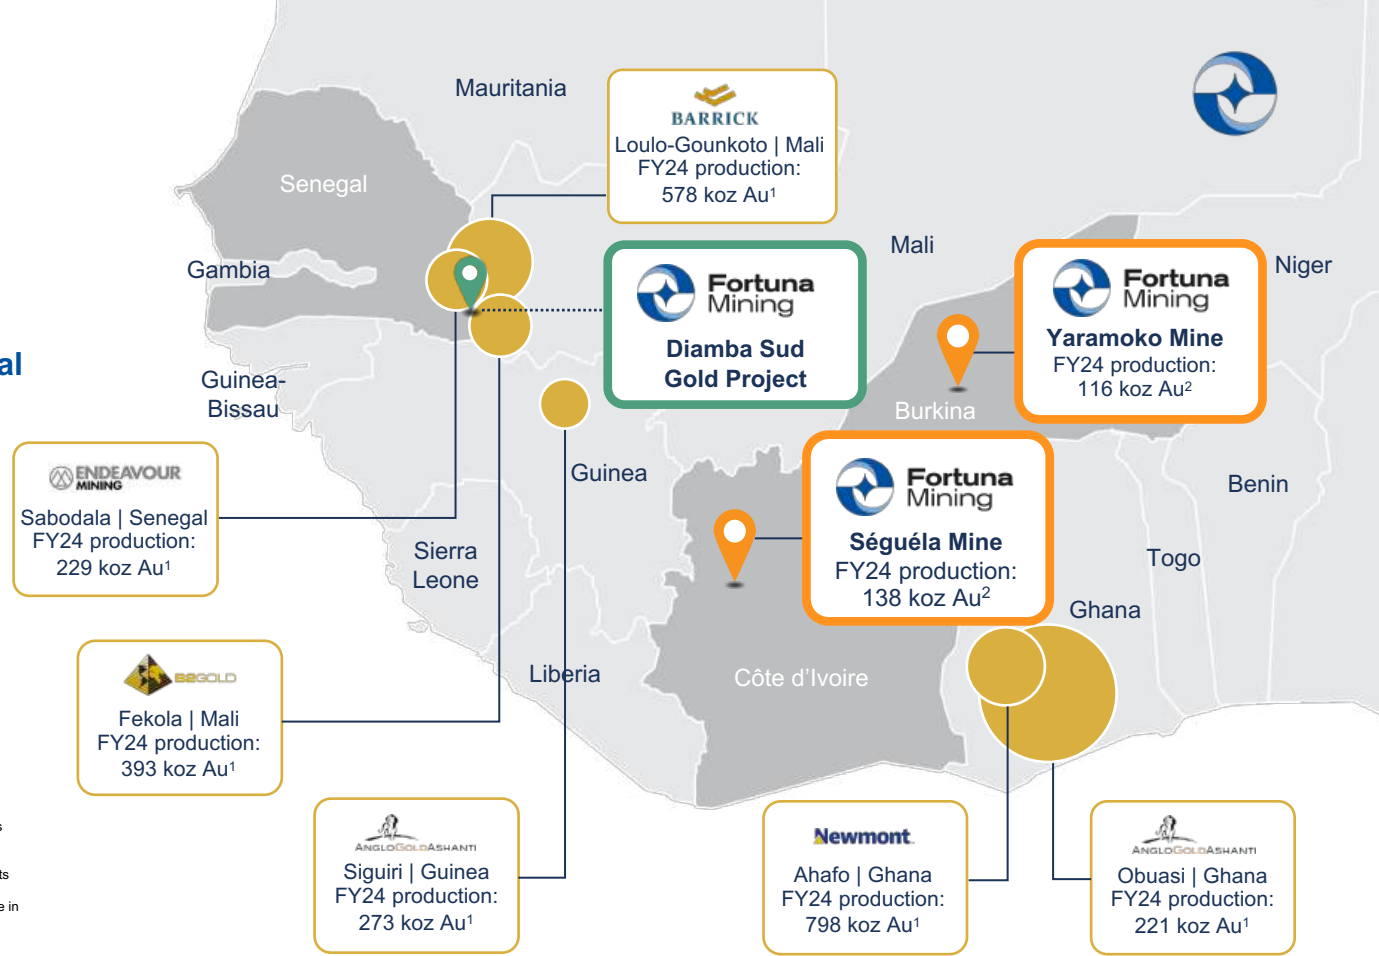 Mauritania
BARRICK
Loulo-Gounkoto | Mali
FY24 production:
578 koz Au¹
Senegal
Mali
Gambia
Niger
Fortuna
Mining
Diamba Sud
Gold Project
Fortuna
Mining
Yaramoko Mine
FY24 production:
116 koz Au²
al
Guinea-
Bissau
Burkina
Guinea
Fortuna
Mining
Séguéla Mine
FY24 production:
138 koz Au²
Benin
ENDEAVOUR
MINING
Sabodala | Senegal
FY24 production:
229 koz Au¹
Sierra
Leone
Togo
Ghana
Liberia
Côte d’Ivoire
B2GOLD
Fekola | Mali
FY24 production:
393 koz Au¹
s
ts
e in
ANGLOGOLDASHANTI
Siguiri | Guinea
FY24 production:
273 koz Au¹
Newmont
Ahafo | Ghana
FY24 production:
798 koz Au¹
ANGLOGOLDASHANTI
Obuasi | Ghana
FY24 production:
221 koz Au¹